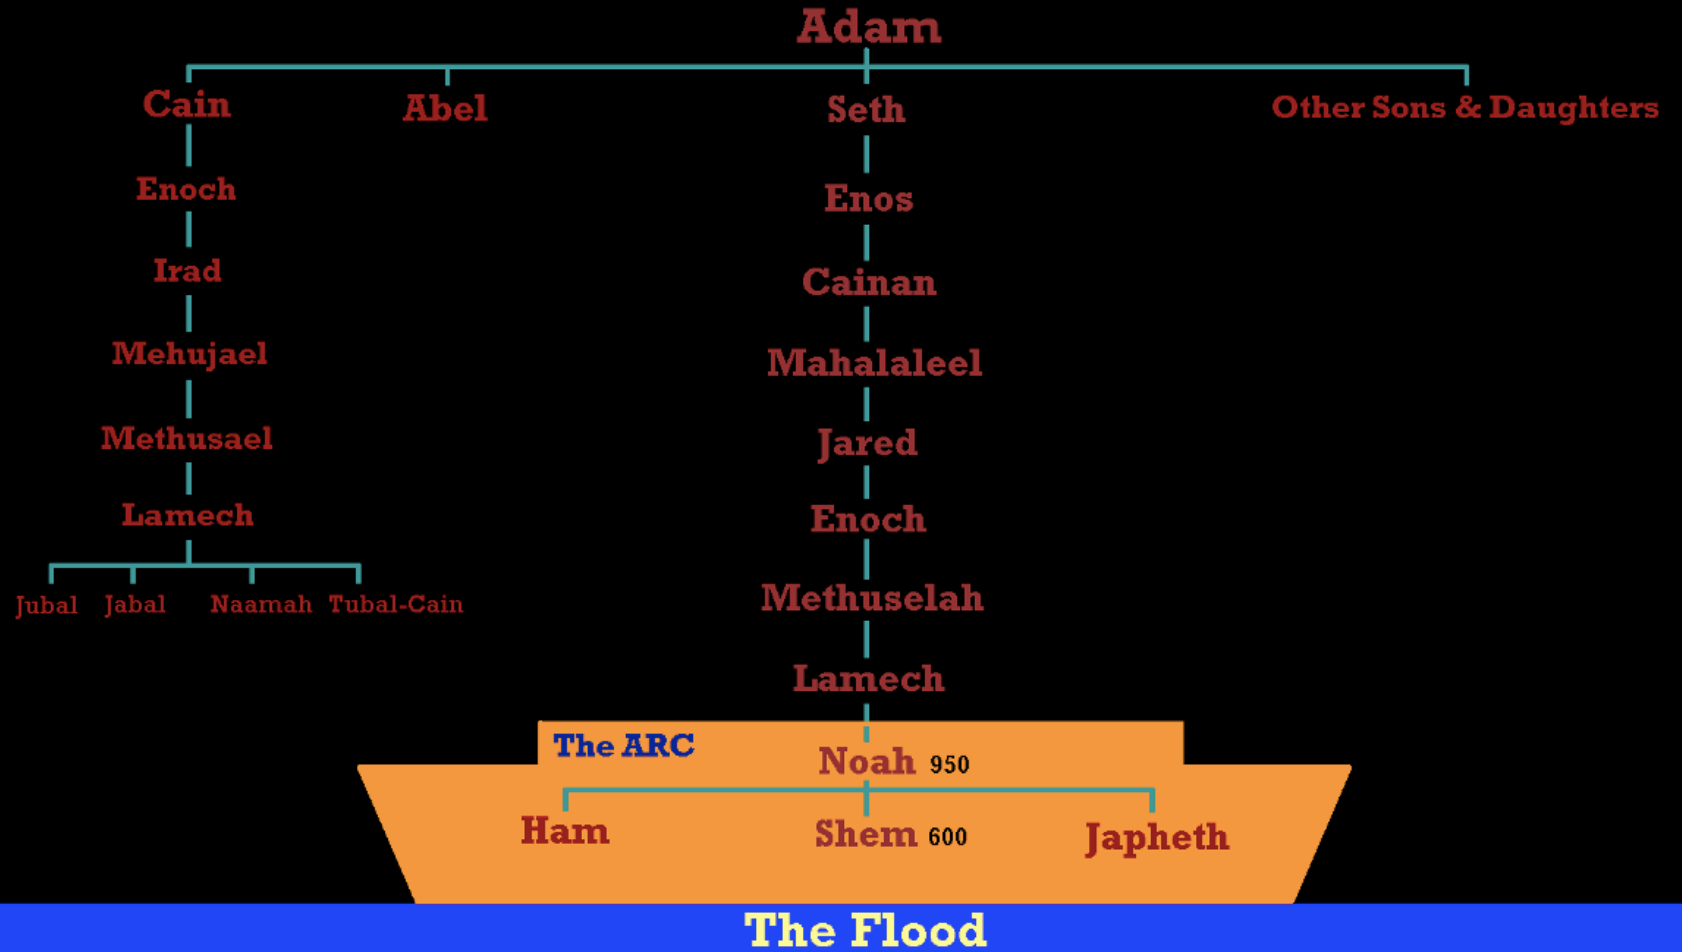 Adam
Cain Abel Seth Other Sons & Daughters
Enoch Enos
Irad Cainan
Mehujael Mahalaleel
Methusael Jared
Lamech Enoch
Jubal Jabal Naamah Tubal-Cain Methuselah
Lamech
The ARC
Noah 950
Ham Shem 600 Japheth
The Flood